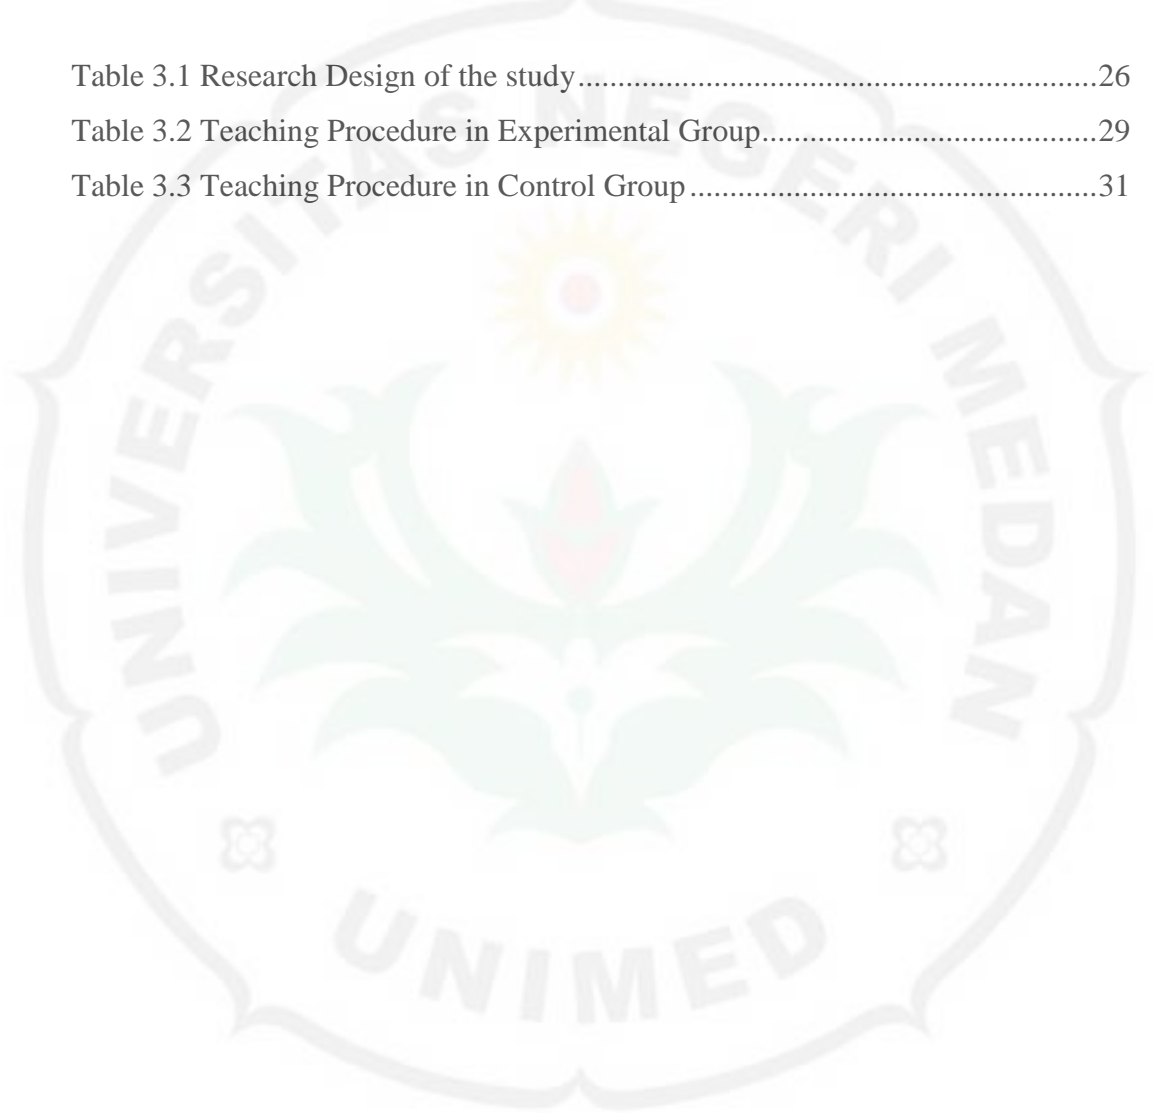 Table 3.1 Research Design of the study.................................................................26
Table 3.2 Teaching Procedure in Experimental Group.............................................29
Table 3.3 Teaching Procedure in Control Group...................................................31
UNIVERSITAS NEGERI MEDAN
UNIMED